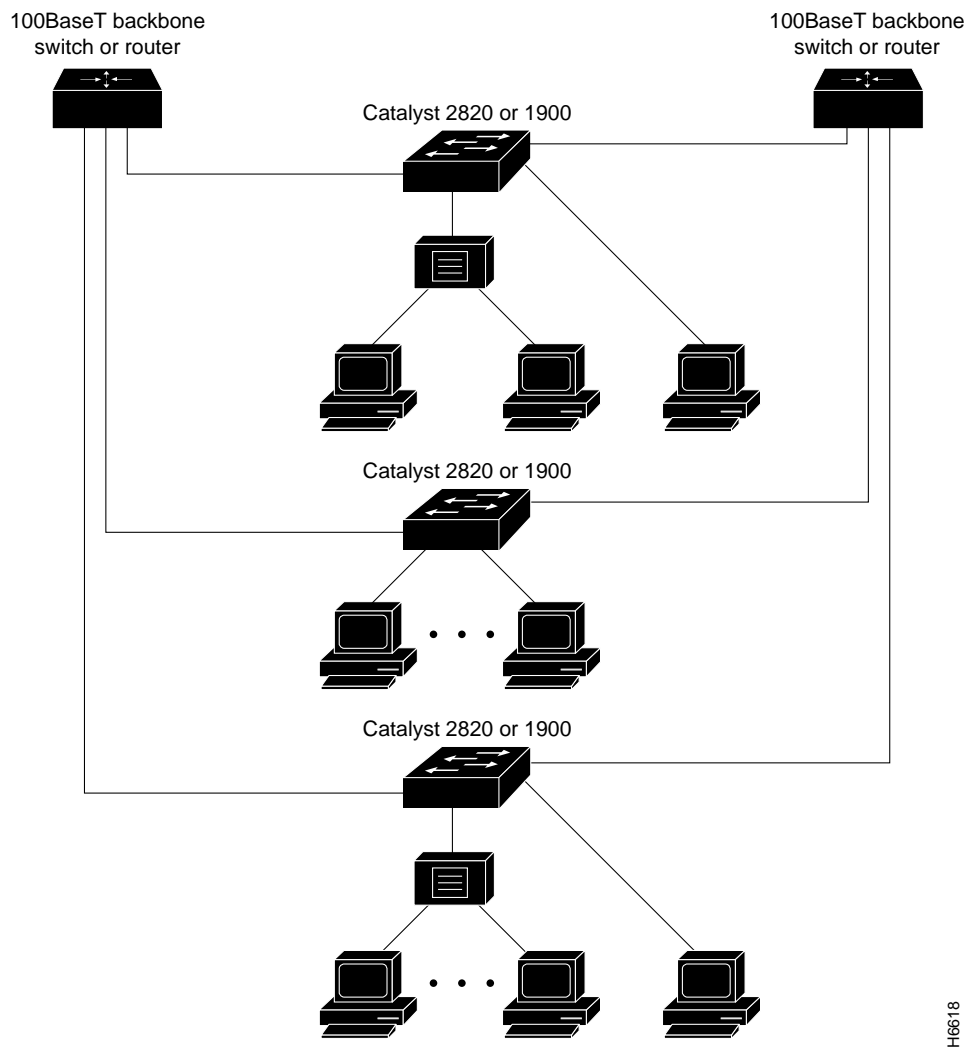 100BaseT backbone
switch or router
100BaseT backbone
switch or router
Catalyst 2820 or 1900
Catalyst 2820 or 1900
Catalyst 2820 or 1900
H6618